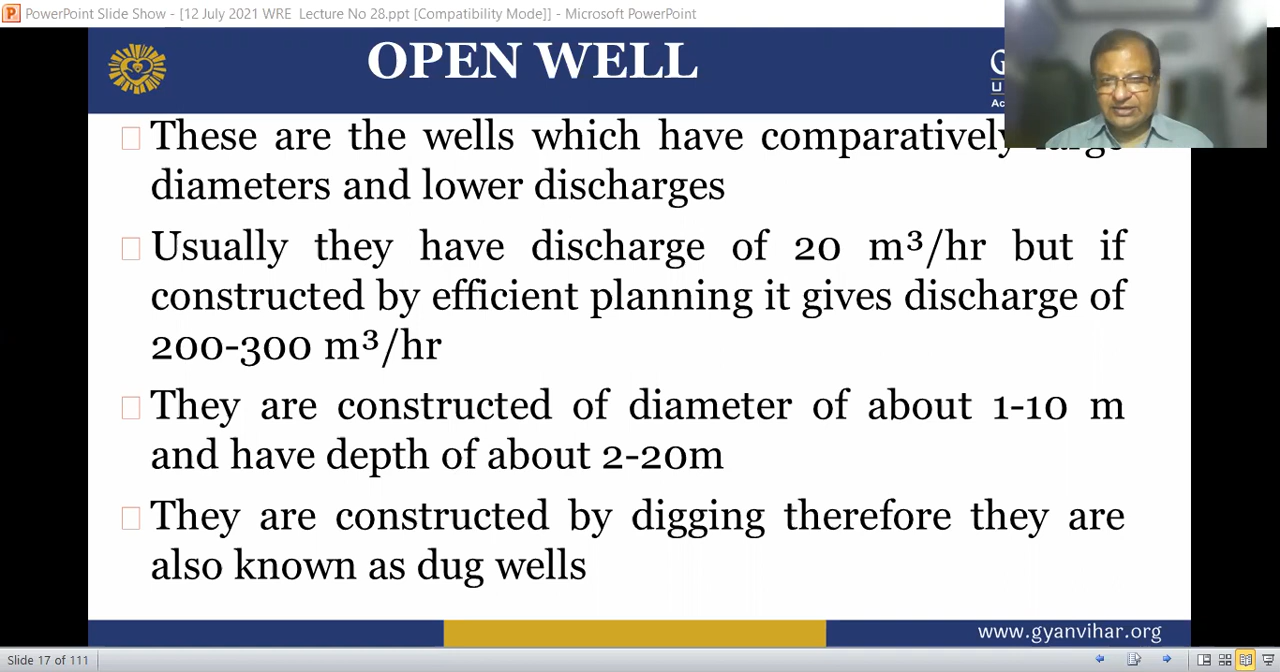 PowerPoint Slide Show - [12 July 2021 WRE Lecture No 28.ppt [Compatibility Mode]] - Microsoft PowerPoint
OPEN WELL
These are the wells which have comparatively
diameters and lower discharges
Usually they have discharge of 20 m³/hr but if
constructed by efficient planning it gives discharge of
200-300 m³/hr
They are constructed of diameter of about 1-10 m
and have depth of about 2-20m
They are constructed by digging therefore they are
also known as dug wells
www.gyanvihar.org
Slide 17 of 111